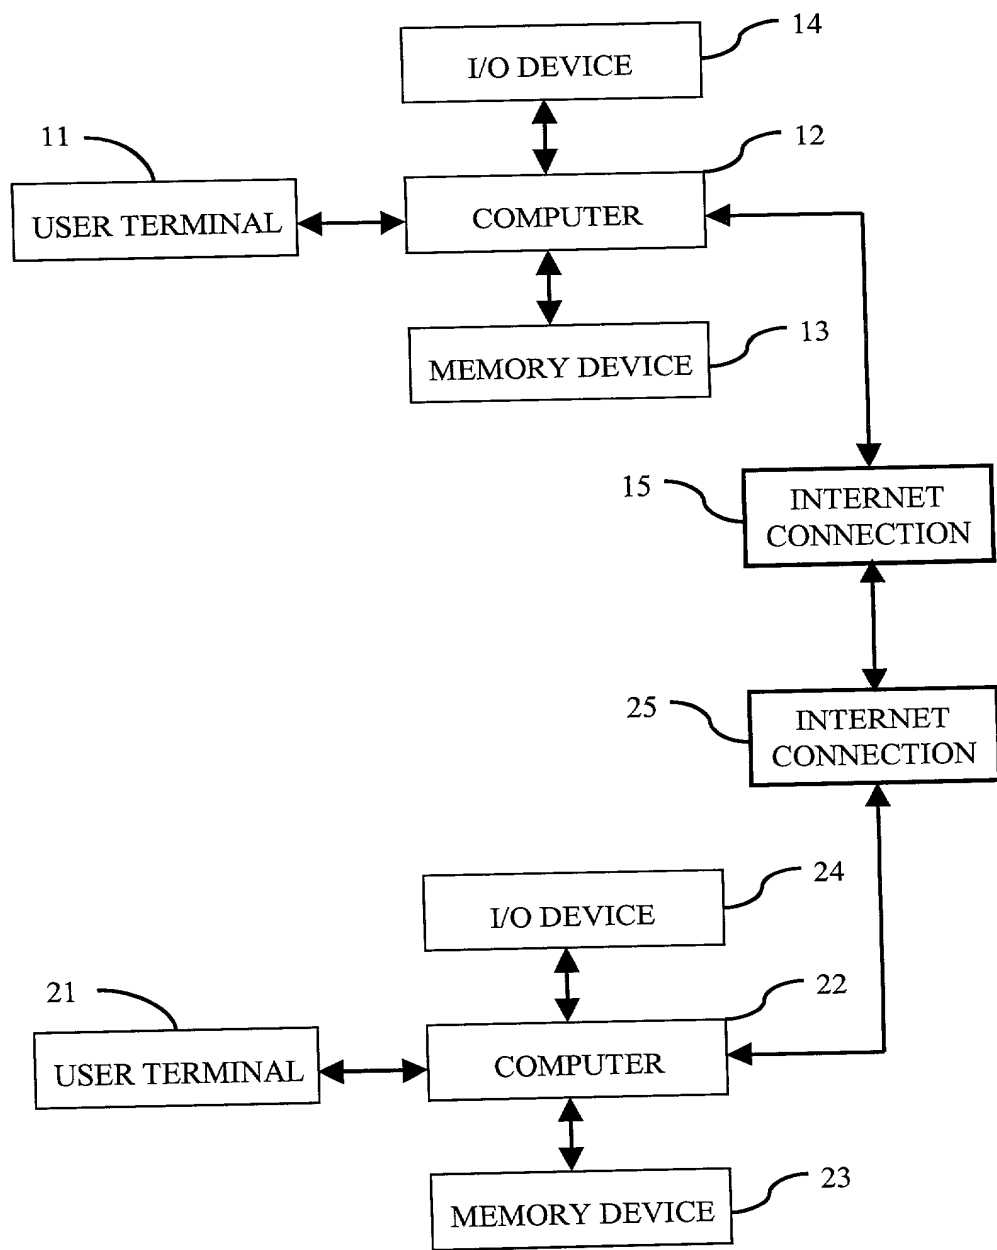 14
I/O DEVICE
11
12
USER TERMINAL
COMPUTER
13
MEMORY DEVICE
15
INTERNET
CONNECTION
25
INTERNET
CONNECTION
24
I/O DEVICE
21
22
USER TERMINAL
COMPUTER
23
MEMORY DEVICE